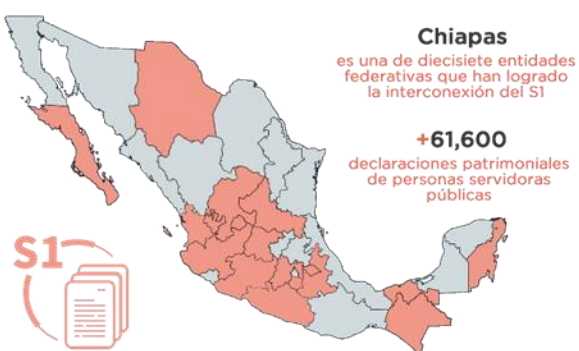 Chiapas
es una de diecisiete entidades
federativas que han logrado
la interconexión del S1
+61,600
declaraciones patrimoniales
de personas servidoras
públicas
S1